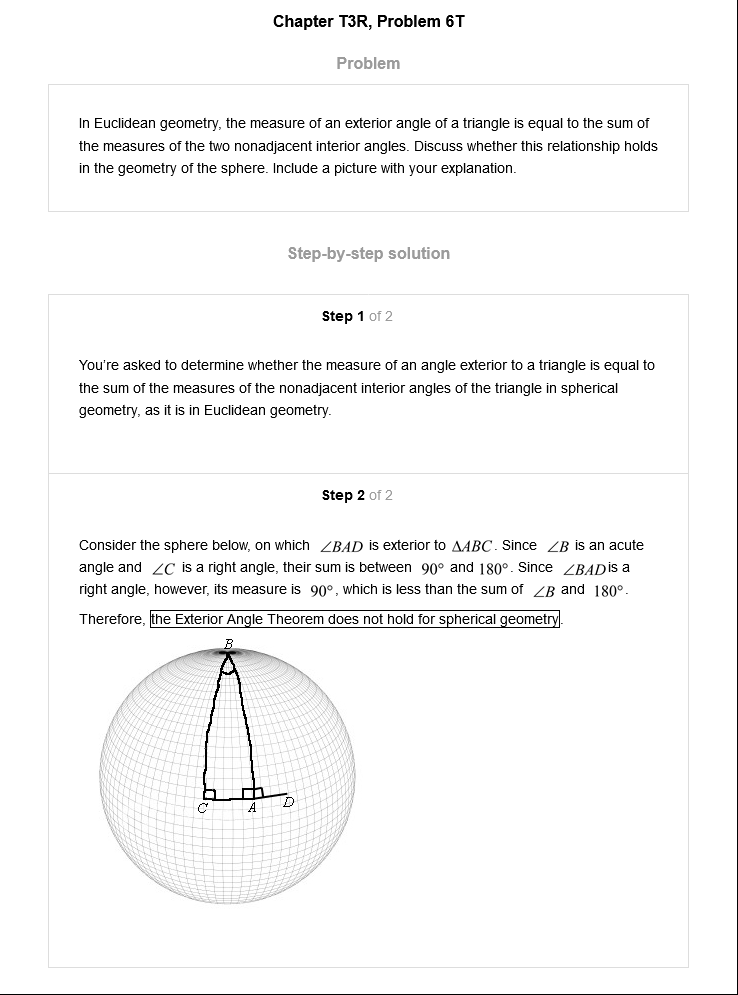 Chapter T3R, Problem 6T
Problem
In Euclidean geometry, the measure of an exterior angle of a triangle is equal to the sum of
the measures of the two nonadjacent interior angles. Discuss whether this relationship holds
in the geometry of the sphere. Include a picture with your explanation.
Step-by-step solution
Step 1 of 2
You're asked to determine whether the measure of an angle exterior to a triangle is equal to
the sum of the measures of the nonadjacent interior angles of the triangle in spherical
geometry, as it is in Euclidean geometry.
Step 2 of 2
Consider the sphere below, on which ∠BAD is exterior to ΔABC. Since ∠B is an acute
angle and ∠C is a right angle, their sum is between 90° and 180°. Since ∠BAD is a
right angle, however, its measure is 90°, which is less than the sum of ∠B and 180°.
Therefore, the Exterior Angle Theorem does not hold for spherical geometry.
B
C A D